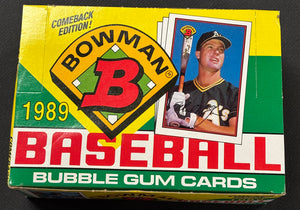 COMEBACK
EDITION!
BOWMAN®
B
1989
BASEBALL
BUBBLE GUM CARDS